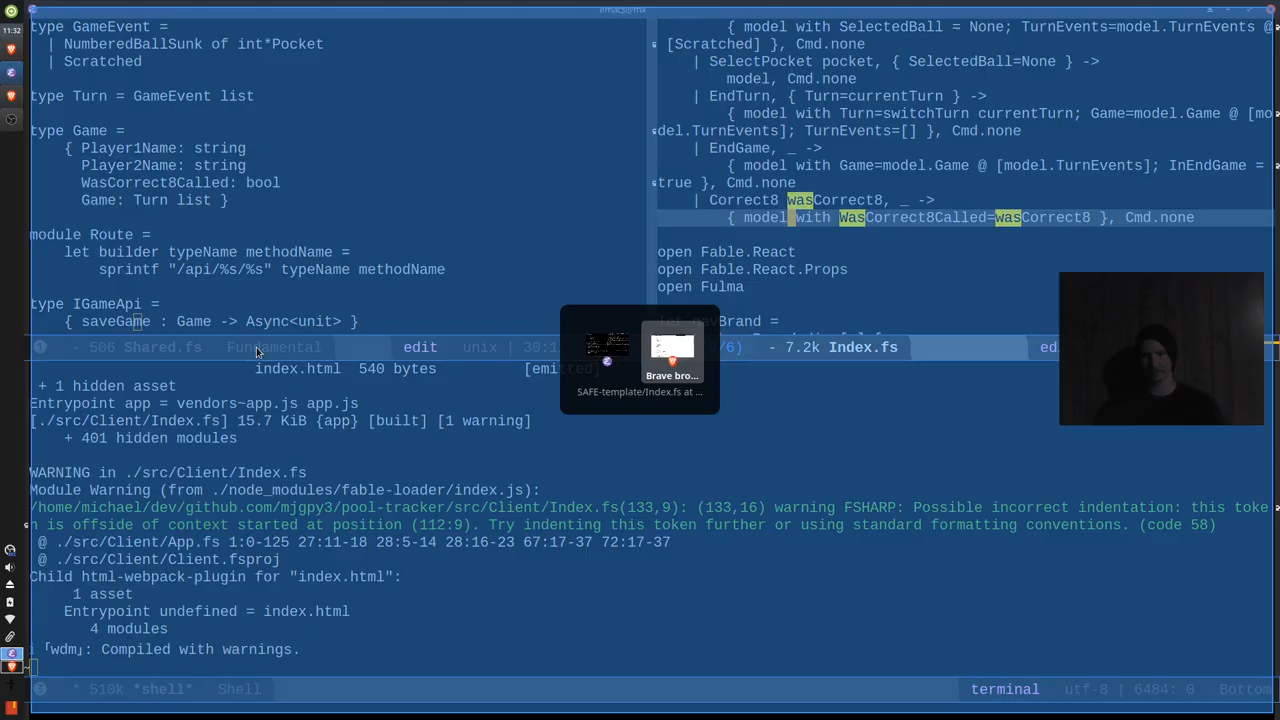 emacs@mx
11:32
type GameEvent =
| NumberedBallSunk of int*Pocket
| Scratched
type Turn = GameEvent list
type Game =
{ Player1Name: string
Player2Name: string
WasCorrect8Called: bool
Game: Turn list }
module Route =
let builder typeName methodName =
sprintf "/api/%s/%s" typeName methodName
type IGameApi =
{ saveGame : Game -> Async<unit> }
{ model with SelectedBall = None; TurnEvents=model.TurnEvents @
[Scratched] }, Cmd.none
| SelectPocket pocket, { SelectedBall=None } ->
model, Cmd.none
| EndTurn, { Turn=currentTurn } ->
{ model with Turn=switchTurn currentTurn; Game=model.Game @ [mo
del.TurnEvents]; TurnEvents=[] }, Cmd.none
| EndGame, _ ->
{ model with Game=model.Game @ [model.TurnEvents]; InEndGame =
true }, Cmd.none
| Correct8 wasCorrect8, _ ->
{ model with WasCorrect8Called=wasCorrect8 }, Cmd.none
open Fable.React
open Fable.React.Props
open Fulma
navBrand =
- 506 Shared.fs Fundamental edit unix | 30:1
/6) - 7.2k Index.fs ed
Brave bro...
SAFE-template/Index.fs at ...
index.html 540 bytes [emitted]
+ 1 hidden asset
Entrypoint app = vendors~app.js app.js
[./src/Client/Index.fs] 15.7 KiB {app} [built] [1 warning]
+ 401 hidden modules
WARNING in ./src/Client/Index.fs
Module Warning (from ./node_modules/fable-loader/index.js):
/home/michael/dev/github.com/mjgpy3/pool-tracker/src/Client/Index.fs(133,9): (133,16) warning FSHARP: Possible incorrect indentation: this toke
n is offside of context started at position (112:9). Try indenting this token further or using standard formatting conventions. (code 58)
@ ./src/Client/App.fs 1:0-125 27:11-18 28:5-14 28:16-23 67:17-37 72:17-37
@ ./src/Client/Client.fsproj
Child html-webpack-plugin for "index.html":
1 asset
Entrypoint undefined = index.html
4 modules
i ｢wdm｣: Compiled with warnings.
* 510k *shell* Shell terminal utf-8 | 6484: 0 Bottom